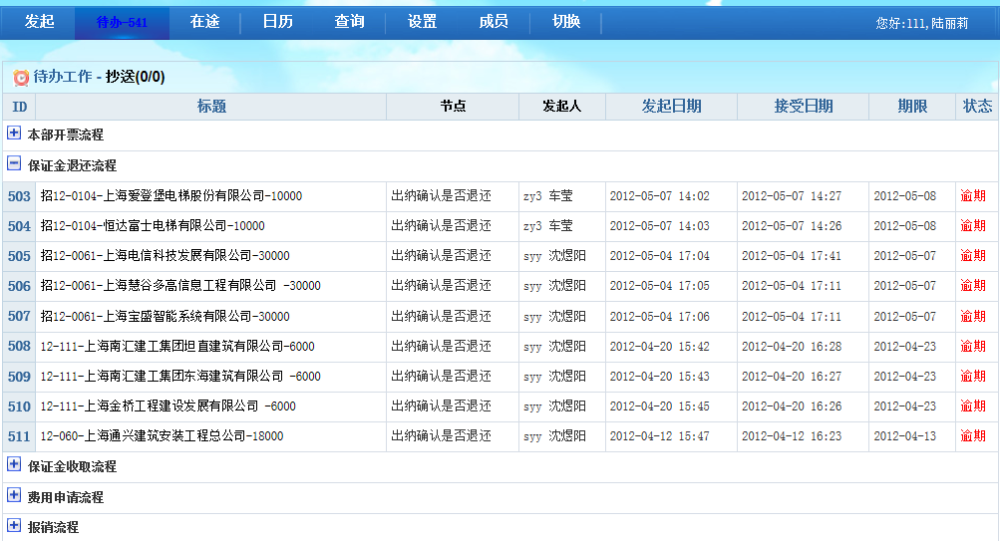 发起 待办-541 在途 日历 查询 设置 成员 切换 您好:111,陆丽莉
待办工作 - 抄送(0/0)
ID 标题 节点 发起人 发起日期 接受日期 期限 状态
本部开票流程
保证金退还流程
503 招12-0104-上海爱登堡电梯股份有限公司-10000 出纳确认是否退还 zy3 车莹 2012-05-07 14:02 2012-05-07 14:27 2012-05-08 逾期
504 招12-0104-恒达富士电梯有限公司-10000 出纳确认是否退还 zy3 车莹 2012-05-07 14:03 2012-05-07 14:26 2012-05-08 逾期
505 招12-0061-上海电信科技发展有限公司-30000 出纳确认是否退还 syy 沈煜阳 2012-05-04 17:04 2012-05-04 17:41 2012-05-07 逾期
506 招12-0061-上海慧谷多高信息工程有限公司 -30000 出纳确认是否退还 syy 沈煜阳 2012-05-04 17:05 2012-05-04 17:11 2012-05-07 逾期
507 招12-0061-上海宝盛智能系统有限公司-30000 出纳确认是否退还 syy 沈煜阳 2012-05-04 17:06 2012-05-04 17:11 2012-05-07 逾期
508 12-111-上海南汇建工集团坦直建筑有限公司-6000 出纳确认是否退还 syy 沈煜阳 2012-04-20 15:42 2012-04-20 16:28 2012-04-23 逾期
509 12-111-上海南汇建工集团东海建筑有限公司 -6000 出纳确认是否退还 syy 沈煜阳 2012-04-20 15:43 2012-04-20 16:27 2012-04-23 逾期
510 12-111-上海金桥工程建设发展有限公司 -6000 出纳确认是否退还 syy 沈煜阳 2012-04-20 15:45 2012-04-20 16:26 2012-04-23 逾期
511 12-060-上海通兴建筑安装工程总公司-18000 出纳确认是否退还 syy 沈煜阳 2012-04-12 15:47 2012-04-12 16:23 2012-04-13 逾期
保证金收取流程
费用申请流程
报销流程